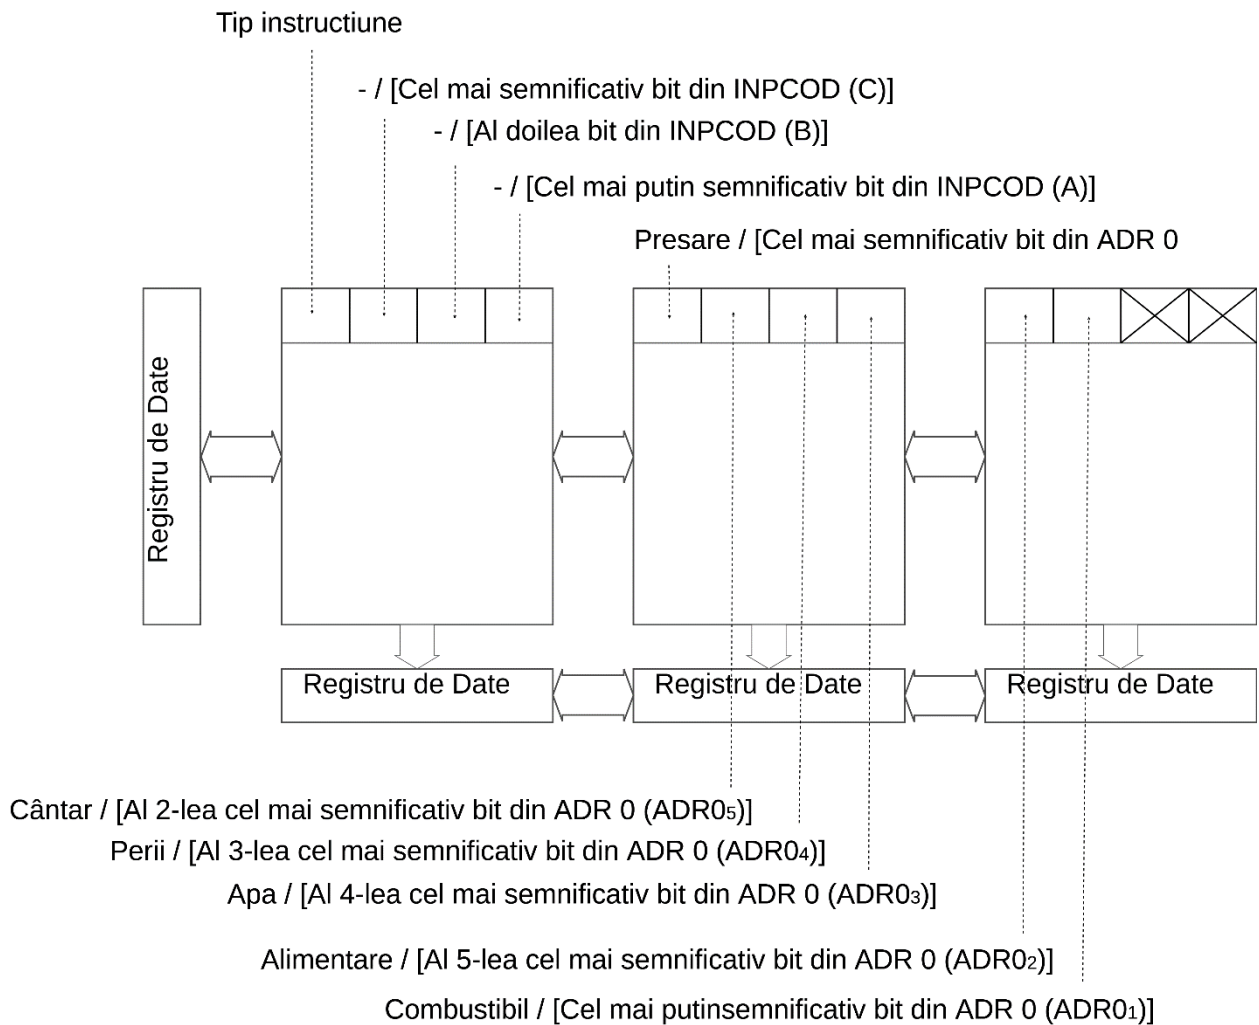 Tip instructiune
- / [Cel mai semnificativ bit din INPCOD (C)]
- / [Al doilea bit din INPCOD (B)]
- / [Cel mai putin semnificativ bit din INPCOD (A)]
Presare / [Cel mai semnificativ bit din ADR 0
Registru de Date
Registru de Date
Registru de Date
Registru de Date
Cântar / [Al 2-lea cel mai semnificativ bit din ADR 0 (ADR0₅)]
Perii / [Al 3-lea cel mai semnificativ bit din ADR 0 (ADR0₄)]
Apa / [Al 4-lea cel mai semnificativ bit din ADR 0 (ADR0₃)]
Alimentare / [Al 5-lea cel mai semnificativ bit din ADR 0 (ADR0₂)]
Combustibil / [Cel mai putinsemnificativ bit din ADR 0 (ADR0₁)]